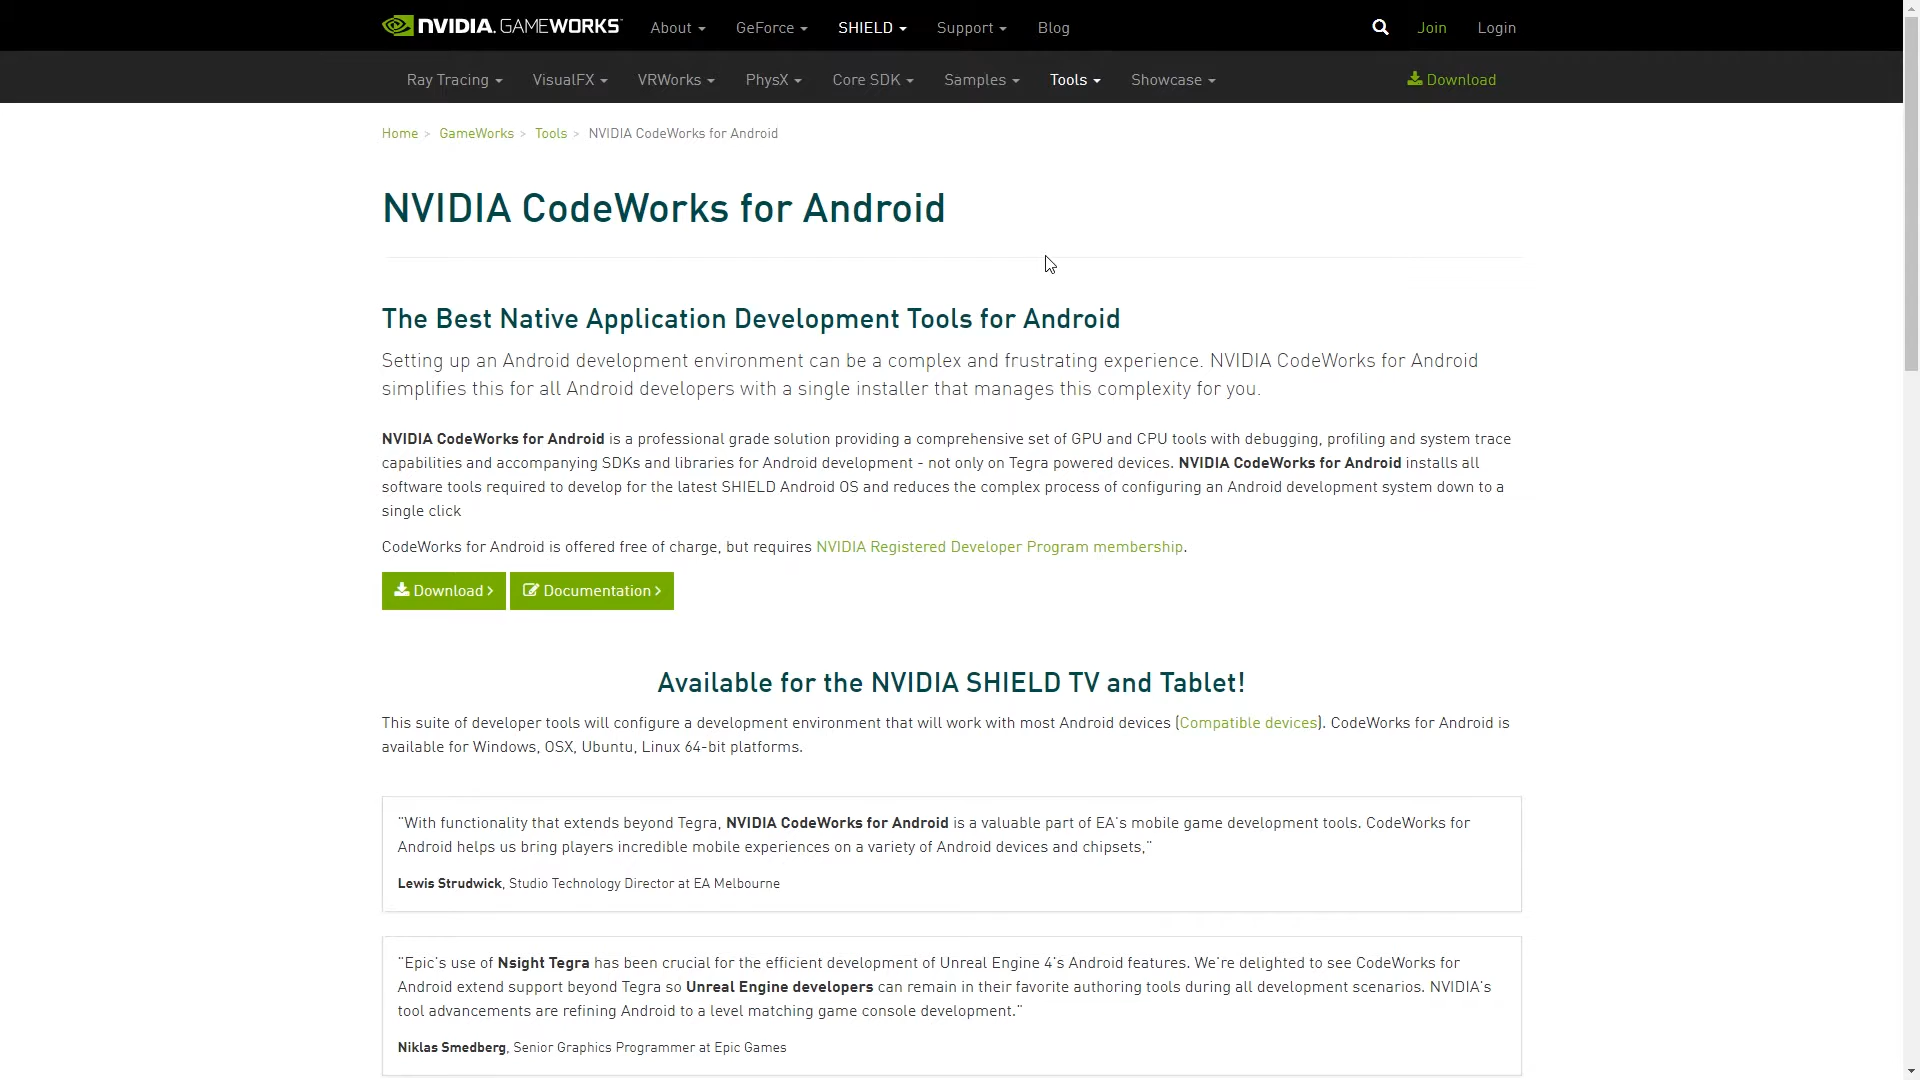 NVIDIA. GAMEWORKS About GeForce SHIELD Support Blog Join Login
Ray Tracing VisualFX VRWorks PhysX Core SDK Samples Tools Showcase Download
Home > GameWorks > Tools > NVIDIA CodeWorks for Android
NVIDIA CodeWorks for Android
The Best Native Application Development Tools for Android
Setting up an Android development environment can be a complex and frustrating experience. NVIDIA CodeWorks for Android
simplifies this for all Android developers with a single installer that manages this complexity for you.
NVIDIA CodeWorks for Android is a professional grade solution providing a comprehensive set of GPU and CPU tools with debugging, profiling and system trace
capabilities and accompanying SDKs and libraries for Android development - not only on Tegra powered devices. NVIDIA CodeWorks for Android installs all
software tools required to develop for the latest SHIELD Android OS and reduces the complex process of configuring an Android development system down to a
single click
CodeWorks for Android is offered free of charge, but requires NVIDIA Registered Developer Program membership.
Download > Documentation >
Available for the NVIDIA SHIELD TV and Tablet!
This suite of developer tools will configure a development environment that will work with most Android devices (Compatible devices). CodeWorks for Android is
available for Windows, OSX, Ubuntu, Linux 64-bit platforms.
"With functionality that extends beyond Tegra, NVIDIA CodeWorks for Android is a valuable part of EA's mobile game development tools. CodeWorks for
Android helps us bring players incredible mobile experiences on a variety of Android devices and chipsets,"
Lewis Strudwick, Studio Technology Director at EA Melbourne
"Epic's use of Nsight Tegra has been crucial for the efficient development of Unreal Engine 4's Android features. We're delighted to see CodeWorks for
Android extend support beyond Tegra so Unreal Engine developers can remain in their favorite authoring tools during all development scenarios. NVIDIA's
tool advancements are refining Android to a level matching game console development."
Niklas Smedberg, Senior Graphics Programmer at Epic Games